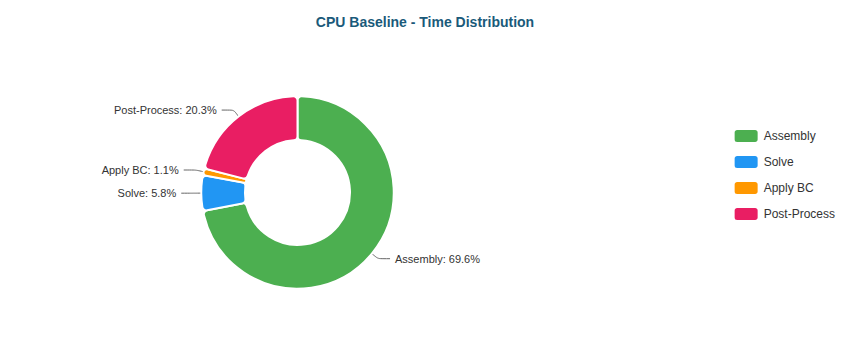 CPU Baseline - Time Distribution
Post-Process: 20.3%
Apply BC: 1.1%
Solve: 5.8%
Assembly: 69.6%
Assembly
Solve
Apply BC
Post-Process